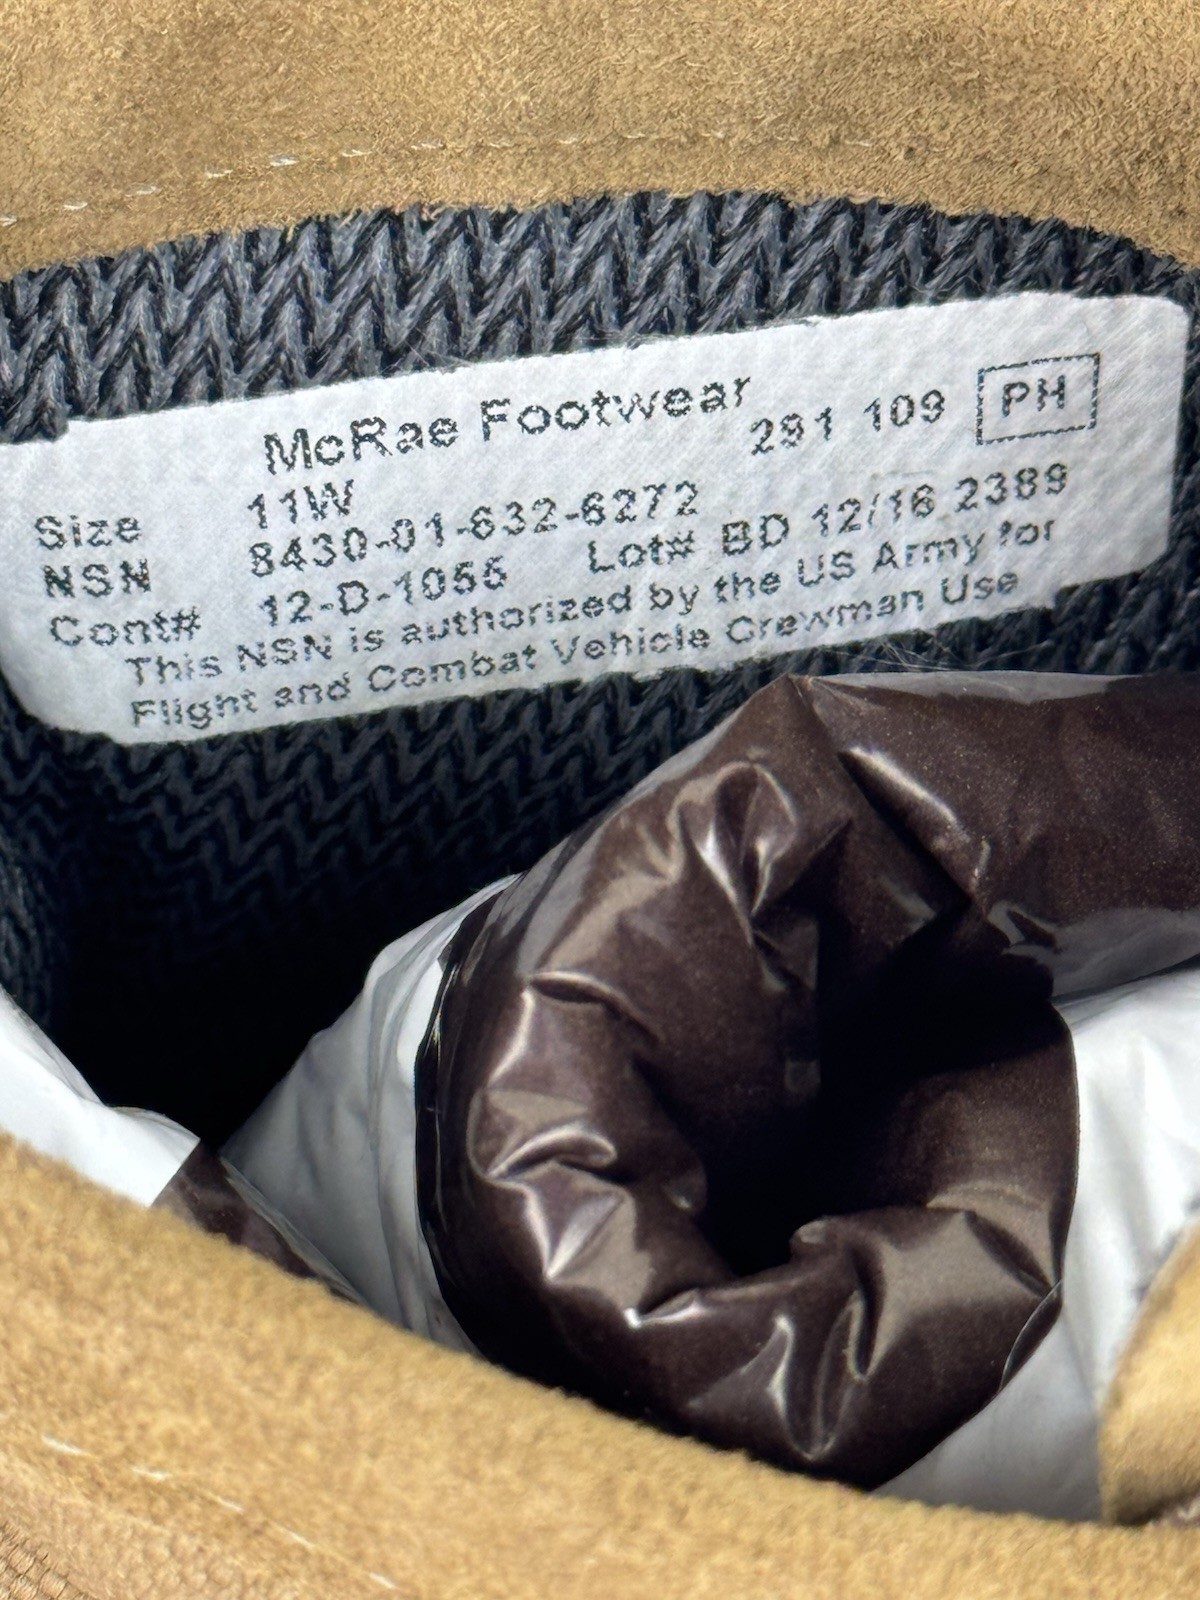 McRae Footwear
291 109 PH
Size 11W
NSN 8430-01-632-6272
Cont# 12-D-1055 Lot# BD 12/16 2389
This NSN is authorized by the US Army for
Flight and Combat Vehicle Crewman Use